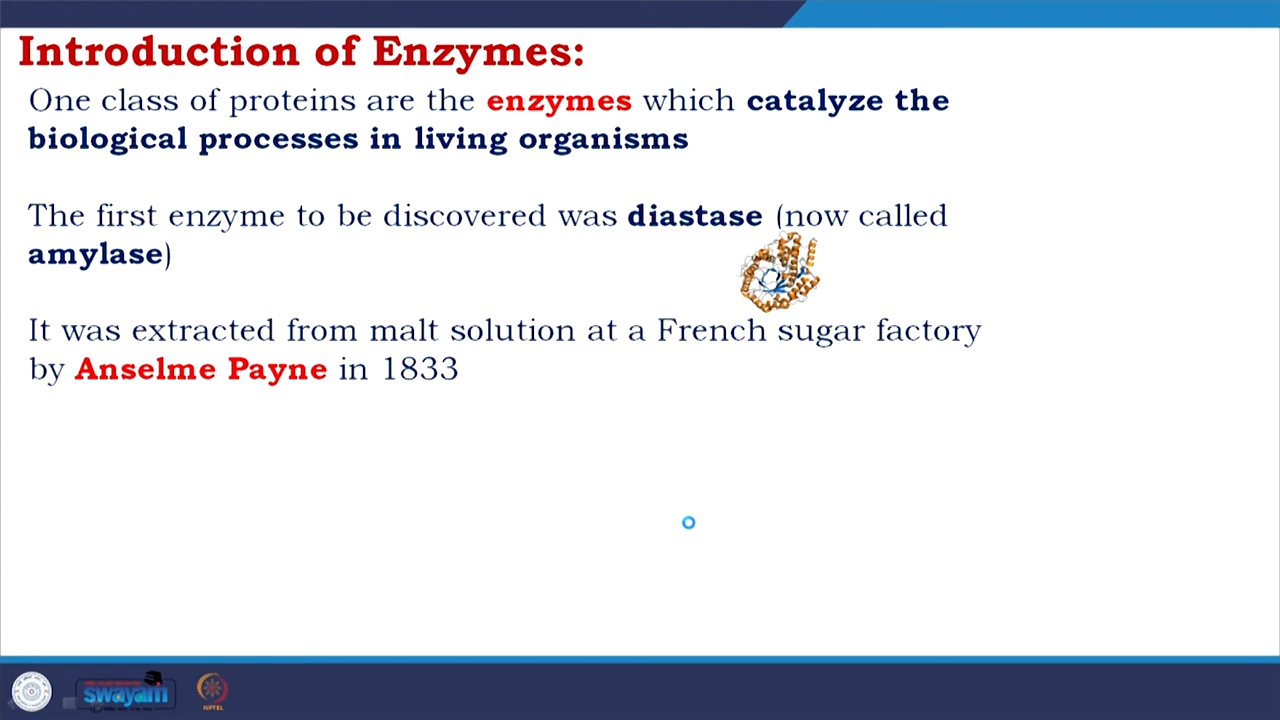 Introduction of Enzymes:
One class of proteins are the enzymes which catalyze the
biological processes in living organisms
The first enzyme to be discovered was diastase (now called
amylase)
It was extracted from malt solution at a French sugar factory
by Anselme Payne in 1833
swayam
NPTEL